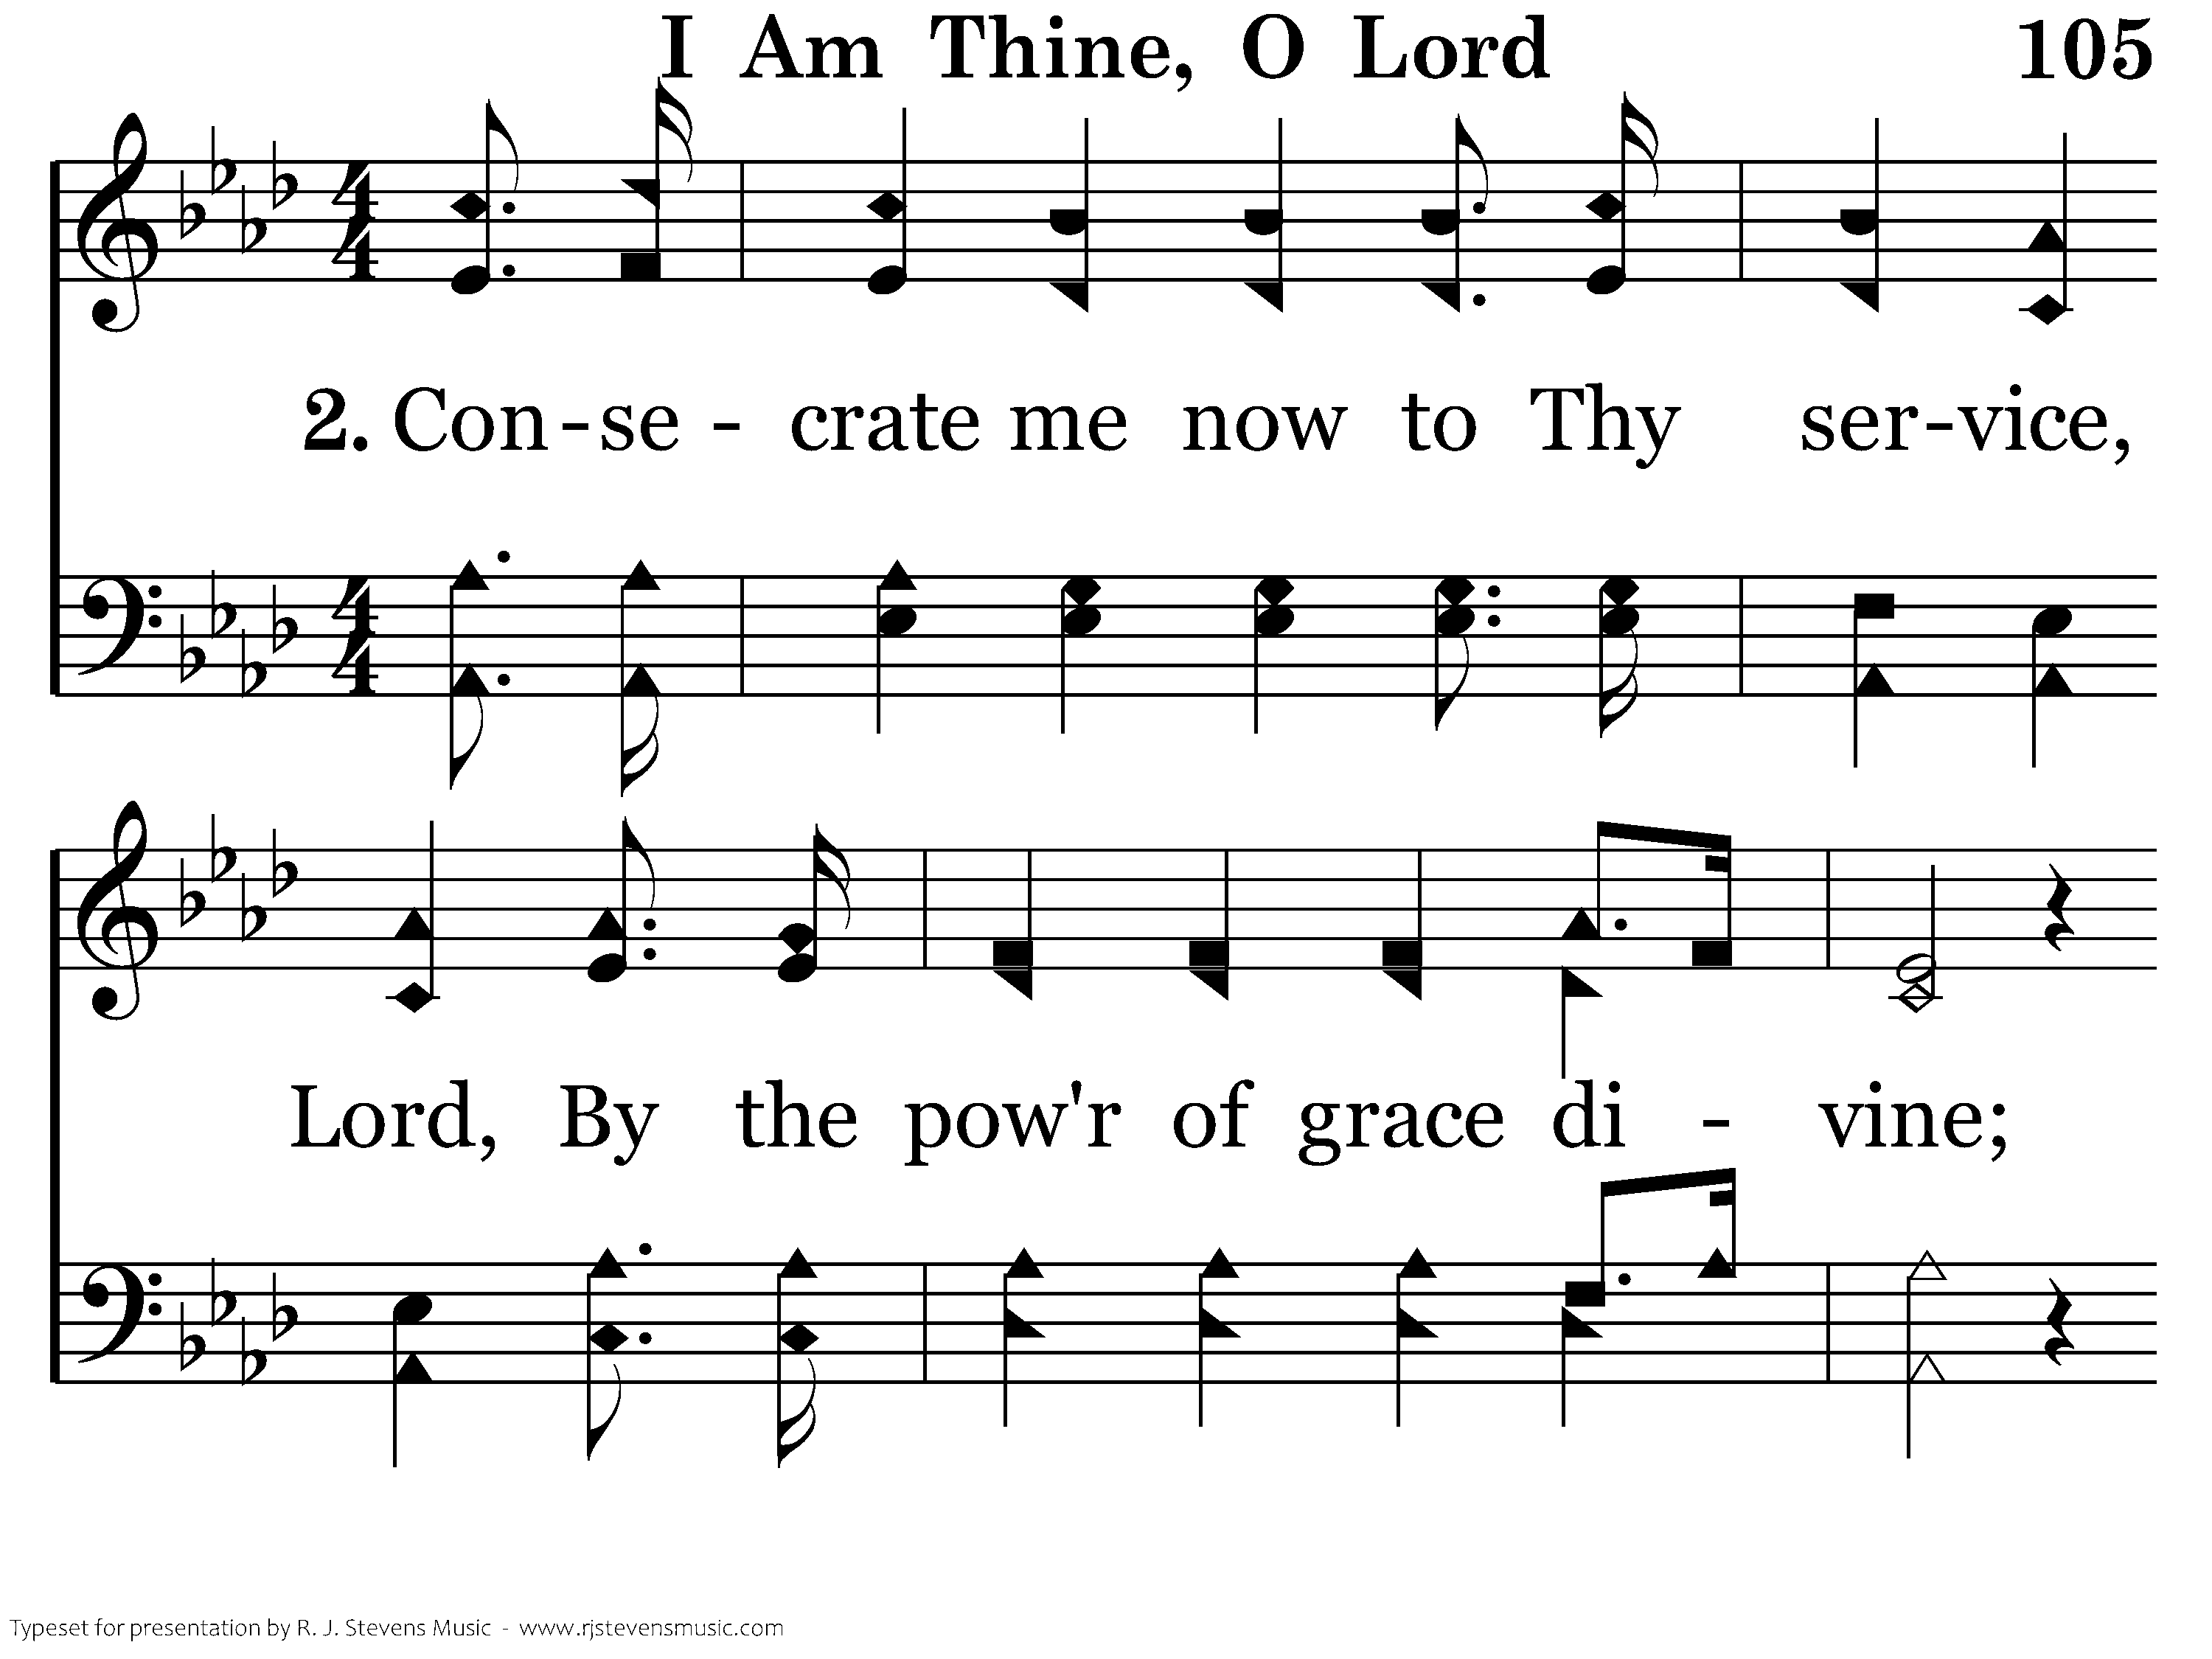 I Am Thine, O Lord 105
2. Con - se - crate me now to Thy ser-vice,
Lord, By the pow'r of grace di - vine;
Typeset for presentation by R. J. Stevens Music - www.rjstevensmusic.com